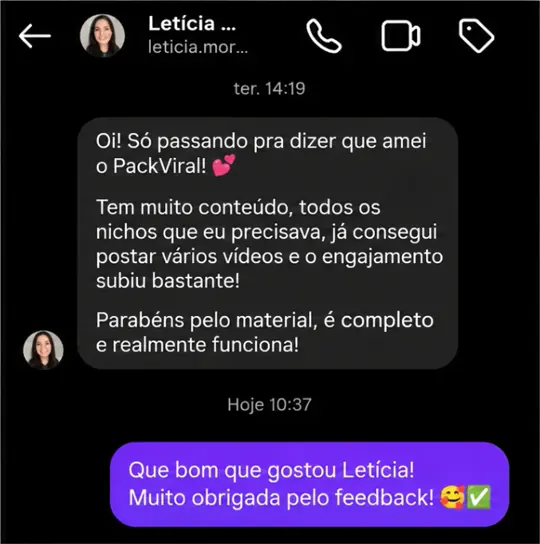 Letícia ...
leticia.mor...
ter. 14:19
Oi! Só passando pra dizer que amei
o PackViral! 💕
Tem muito conteúdo, todos os
nichos que eu precisava, já consegui
postar vários vídeos e o engajamento
subiu bastante!
Parabéns pelo material, é completo
e realmente funciona!
Hoje 10:37
Que bom que gostou Letícia!
Muito obrigada pelo feedback! 🥰✅